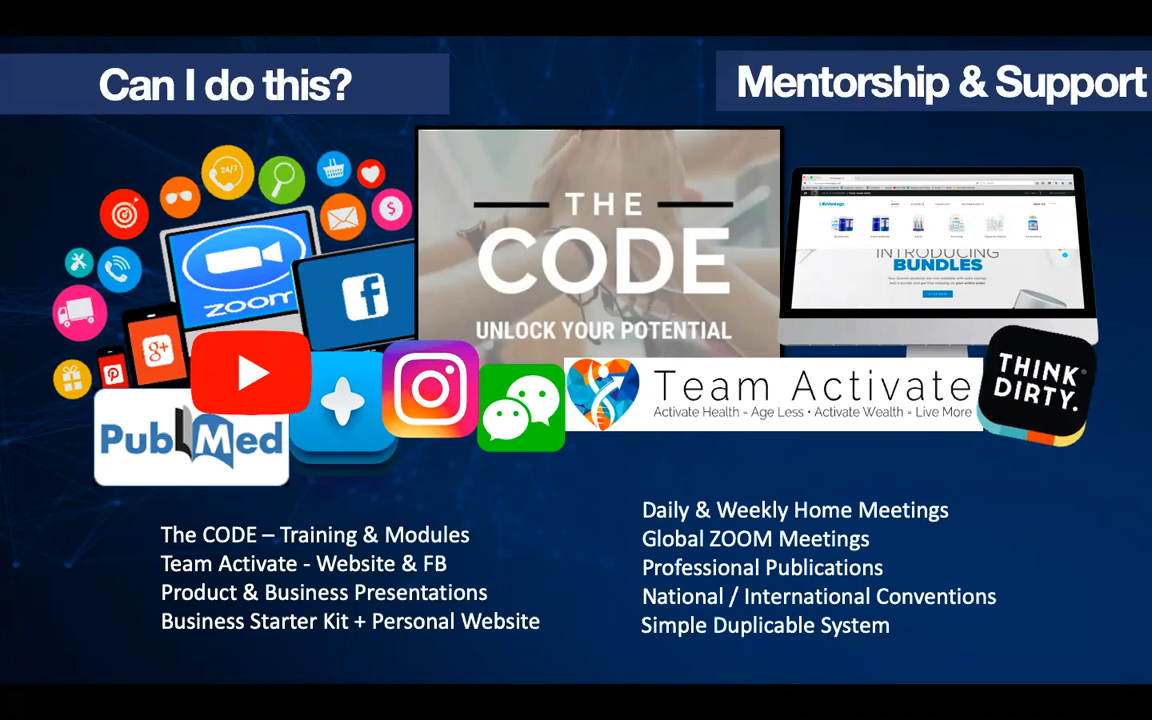 Can I do this?
Mentorship & Support
24/7
$
zoom
f
g+
THE
CODE
UNLOCK YOUR POTENTIAL
LifeVantage
INTRODUCING
BUNDLES
PubMed
Team Activate
Activate Health - Age Less • Activate Wealth - Live More
THINK
DIRTY.
The CODE – Training & Modules
Team Activate - Website & FB
Product & Business Presentations
Business Starter Kit + Personal Website
Daily & Weekly Home Meetings
Global ZOOM Meetings
Professional Publications
National / International Conventions
Simple Duplicable System